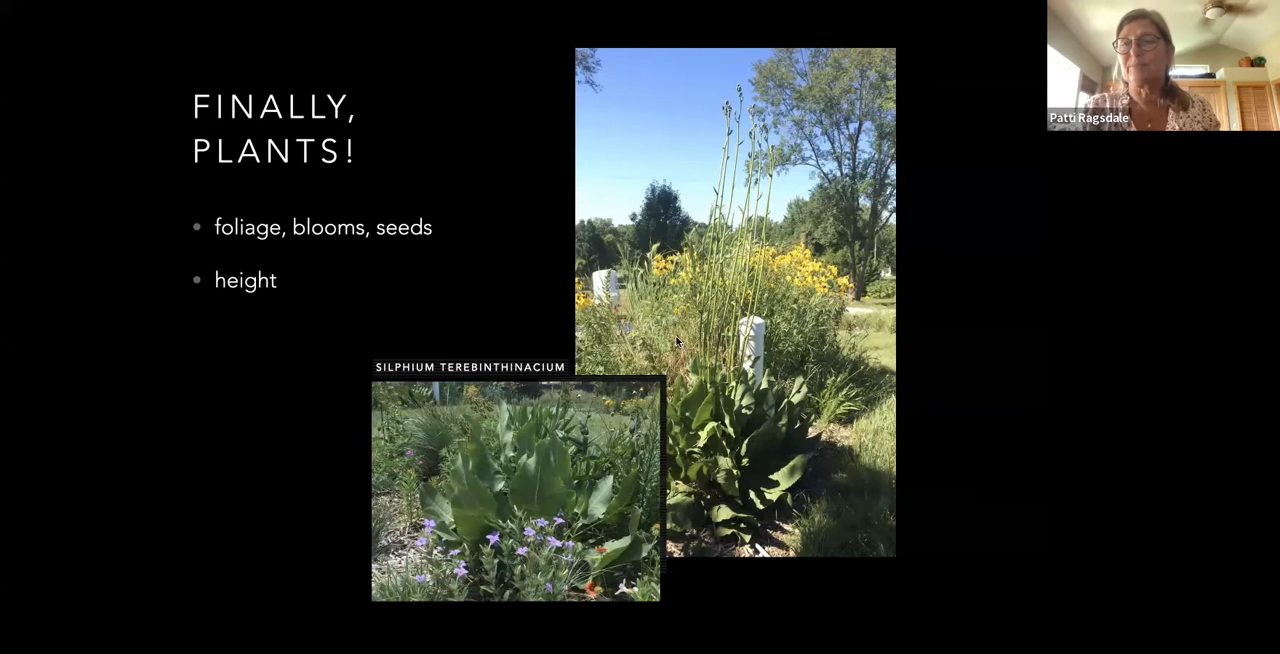 FINALLY,
PLANTS!
foliage, blooms, seeds
height
SILPHIUM TEREBINTHINACIUM
Patti Ragsdale